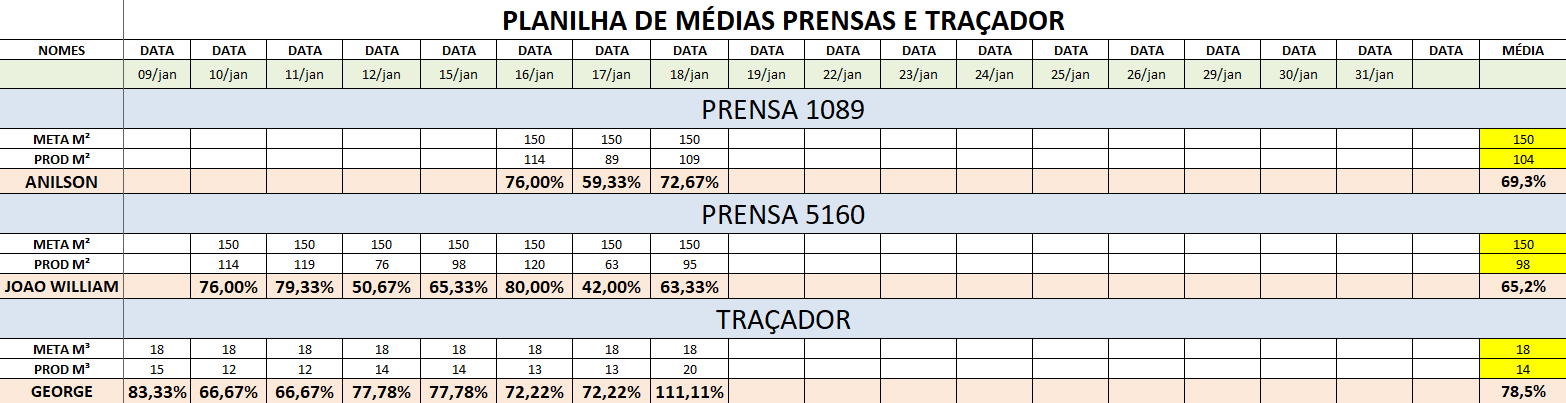 PLANILHA DE MÉDIAS PRENSAS E TRAÇADOR
NOMES DATA DATA DATA DATA DATA DATA DATA DATA DATA DATA DATA DATA DATA DATA DATA DATA DATA DATA MÉDIA
09/jan 10/jan 11/jan 12/jan 15/jan 16/jan 17/jan 18/jan 19/jan 22/jan 23/jan 24/jan 25/jan 26/jan 29/jan 30/jan 31/jan
PRENSA 1089
META M² 150 150 150 150
PROD M² 114 89 109 104
ANILSON 76,00% 59,33% 72,67% 69,3%
PRENSA 5160
META M² 150 150 150 150 150 150 150 150
PROD M² 114 119 76 98 120 63 95 98
JOAO WILLIAM 76,00% 79,33% 50,67% 65,33% 80,00% 42,00% 63,33% 65,2%
TRAÇADOR
META M³ 18 18 18 18 18 18 18 18 18
PROD M³ 15 12 12 14 14 13 13 20 14
GEORGE 83,33% 66,67% 66,67% 77,78% 77,78% 72,22% 72,22% 111,11% 78,5%